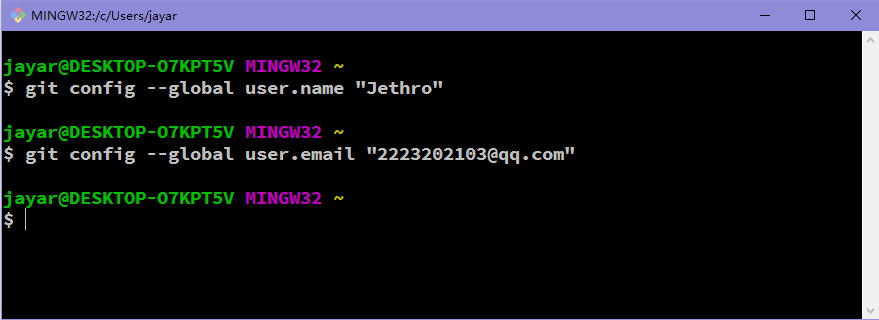 MINGW32:/c/Users/jayar
jayar@DESKTOP-O7KPT5V MINGW32 ~
$ git config --global user.name "Jethro"
jayar@DESKTOP-O7KPT5V MINGW32 ~
$ git config --global user.email "2223202103@qq.com"
jayar@DESKTOP-O7KPT5V MINGW32 ~
$